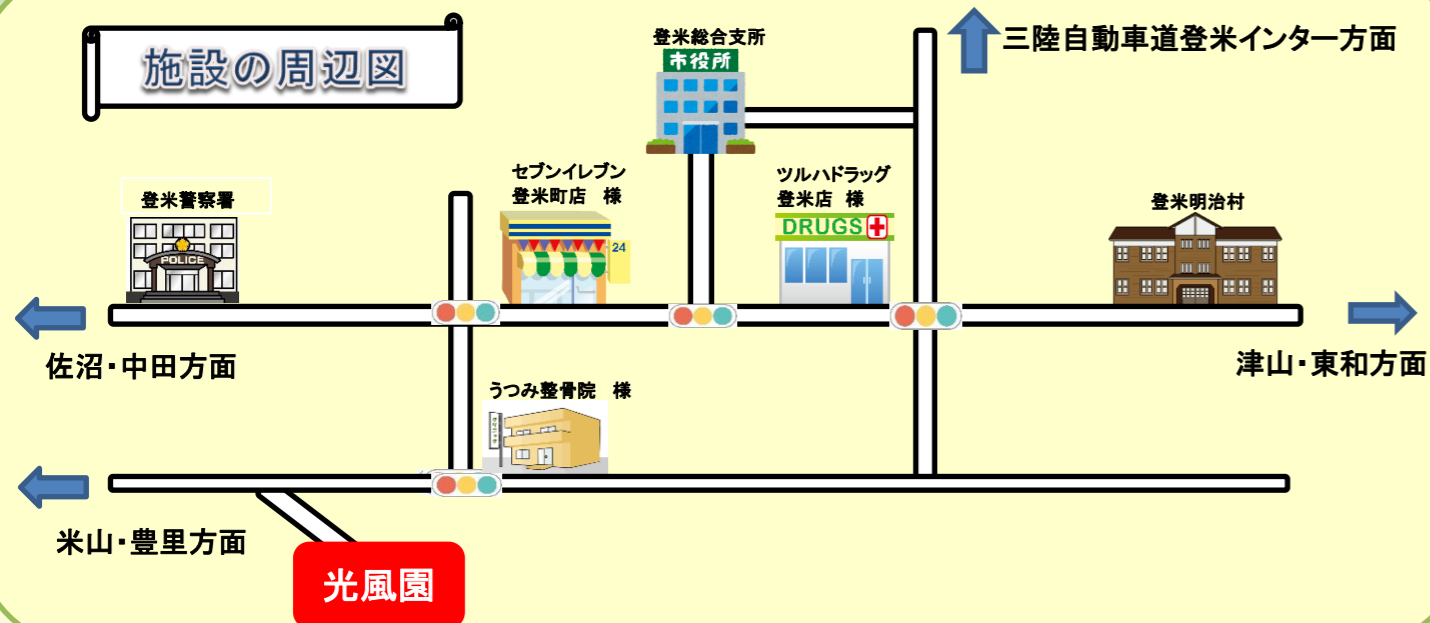 施設の周辺図
登米総合支所
市役所
三陸自動車道登米インター方面
登米警察署
POLICE
セブンイレブン
登米町店 様
24
ツルハドラッグ
登米店 様
DRUGS
登米明治村
佐沼・中田方面
津山・東和方面
うつみ整骨院 様
米山・豊里方面
光風園